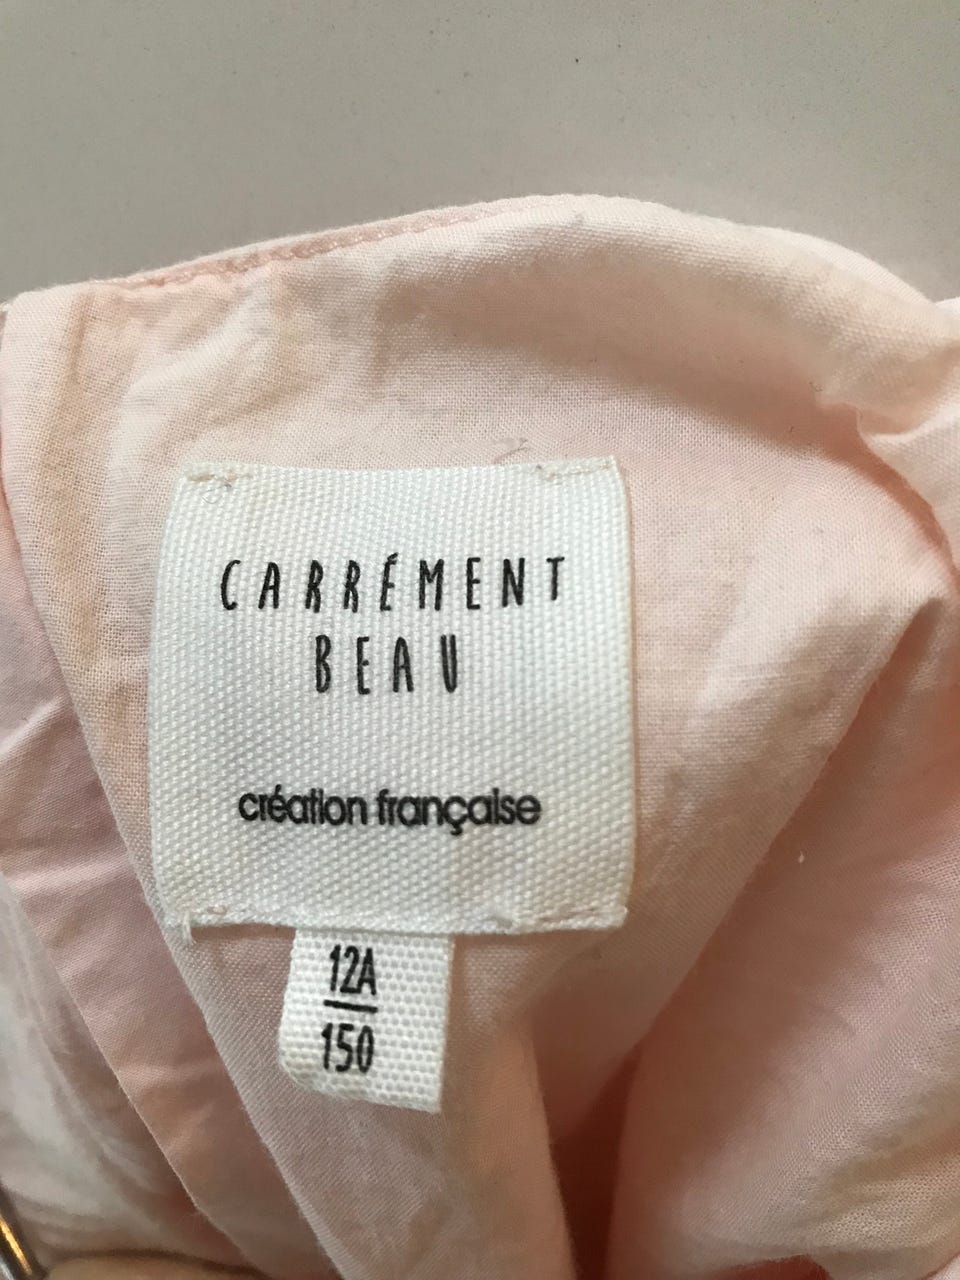 CARRÉMENT
BEAU
création française
12A
150